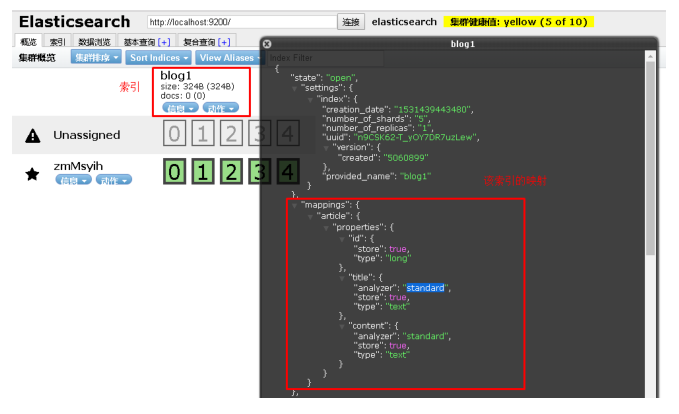 Elasticsearch http://localhost:9200/ 连接 elasticsearch 集群健康值: yellow (5 of 10)
概览 索引 数据浏览 基本查询 [+] 复合查询 [+]
集群概览 集群排序 Sort Indices View Aliases Index Filter
索引
blog1
size: 324B (324B)
docs: 0 (0)
信息 动作
Unassigned 0 1 2 3 4
zmMsyih
信息 动作
0 1 2 3 4
blog1
{
"state": "open",
"settings": {
"index": {
"creation_date": "1531439443480",
"number_of_shards": "5",
"number_of_replicas": "1",
"uuid": "n9CSK62-T_yOY7DR7uzLew",
"version": {
"created": "5060899"
},
"provided_name": "blog1"
}
},
该索引的映射
"mappings": {
"article": {
"properties": {
"id": {
"store": true,
"type": "long"
},
"title": {
"analyzer": "standard",
"store": true,
"type": "text"
},
"content": {
"analyzer": "standard",
"store": true,
"type": "text"
}
}
}
},